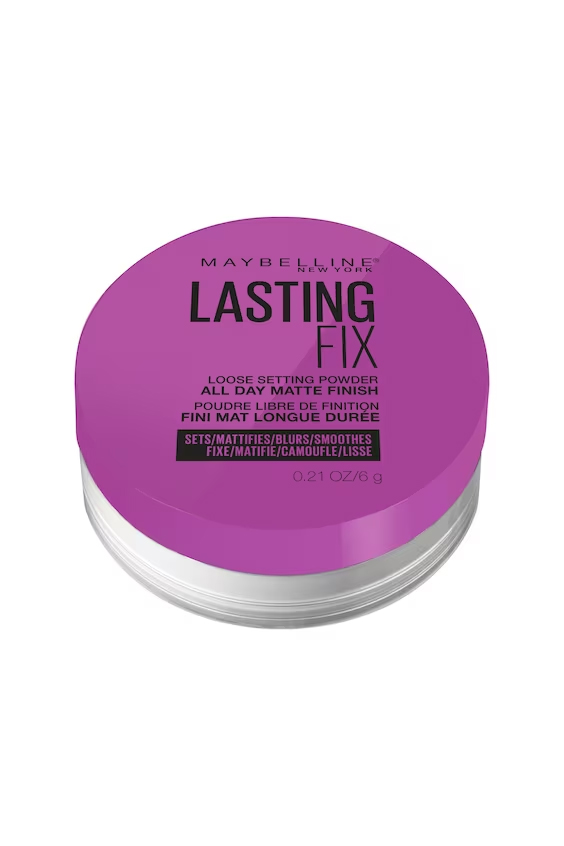 MAYBELLINE®
NEW YORK
LASTING
FIX
LOOSE SETTING POWDER
ALL DAY MATTE FINISH
POUDRE LIBRE DE FINITION
FINI MAT LONGUE DURÉE
SETS/MATTIFIES/BLURS/SMOOTHES
FIXE/MATIFIE/CAMOUFLE/LISSE
0.21 OZ/6 g